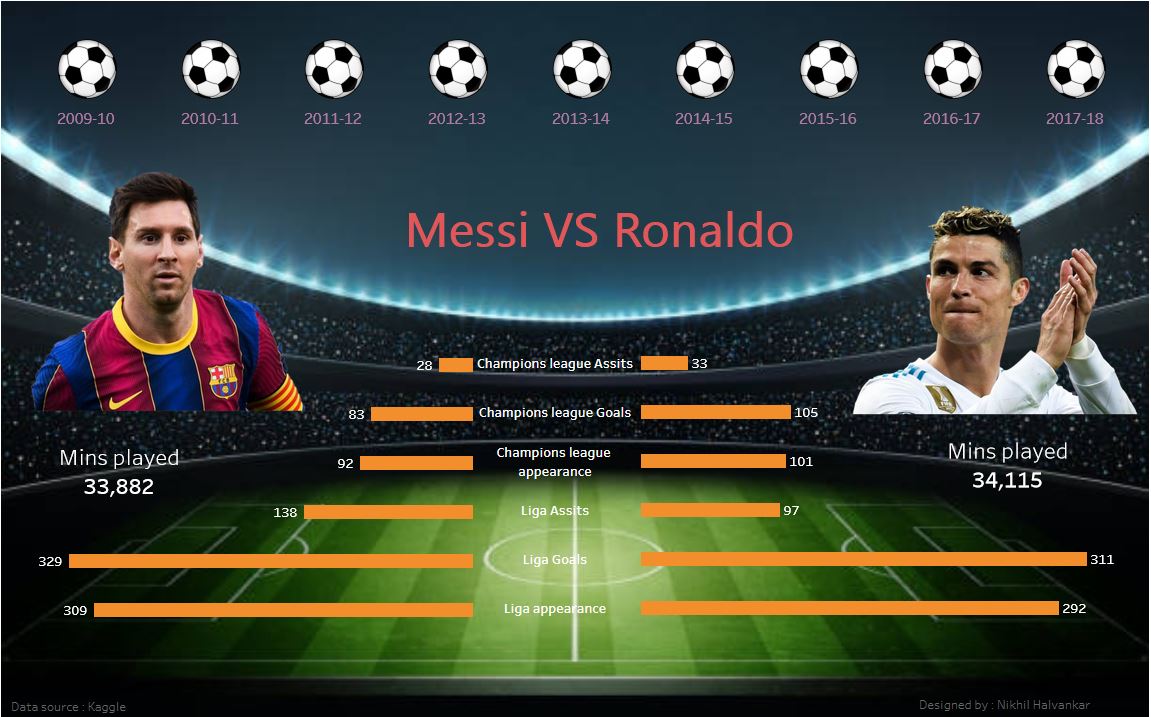 2009-10
2010-11
2011-12
2012-13
2013-14
2014-15
2015-16
2016-17
2017-18
Messi VS Ronaldo
28 Champions league Assits 33
83 Champions league Goals 105
Mins played
33,882
Mins played
34,115
92 Champions league
appearance 101
138 Liga Assits 97
329 Liga Goals 311
309 Liga appearance 292
Data source : Kaggle
Designed by : Nikhil Halvankar